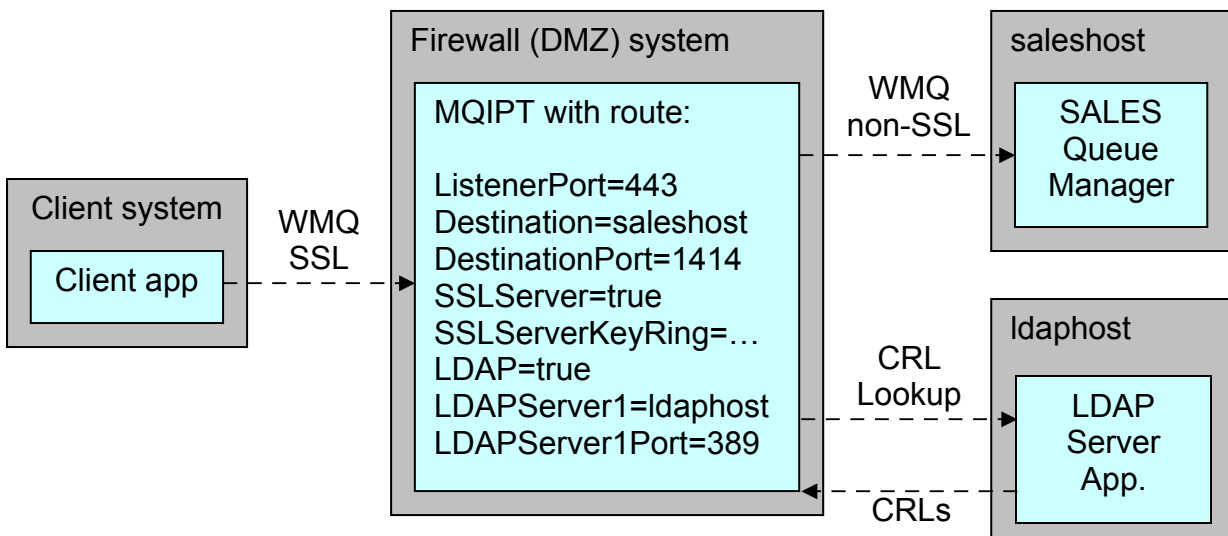 Client system
Client app
WMQ
SSL
Firewall (DMZ) system
MQIPT with route:
ListenerPort=443
Destination=saleshost
DestinationPort=1414
SSLServer=true
SSLServerKeyRing=…
LDAP=true
LDAPServer1=ldaphost
LDAPServer1Port=389
WMQ
non-SSL
saleshost
SALES
Queue
Manager
CRL
Lookup
CRLs
ldaphost
LDAP
Server
App.